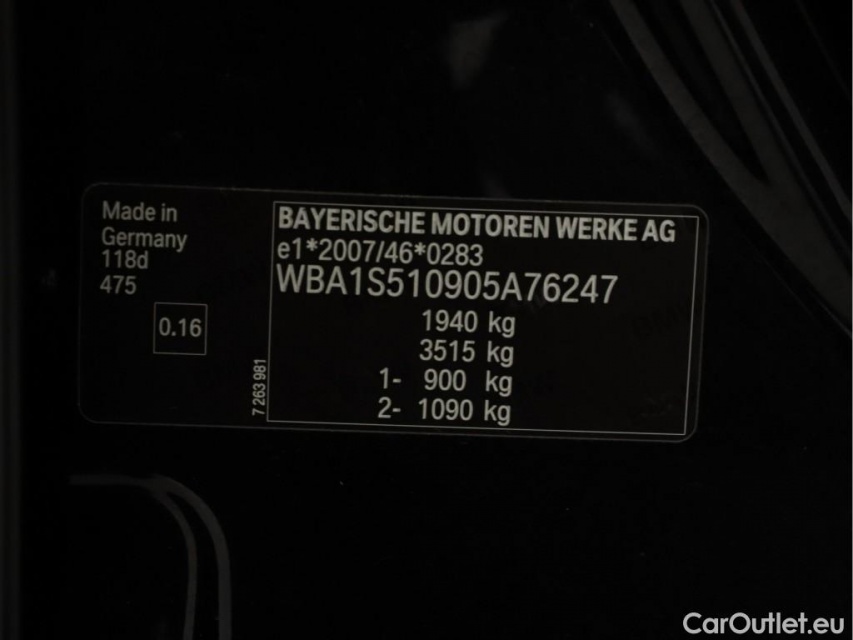 Made in
Germany
118d
475
0.16
7 263 981
BAYERISCHE MOTOREN WERKE AG
e1*2007/46*0283
WBA1S510905A76247
1940 kg
3515 kg
1- 900 kg
2- 1090 kg
CarOutlet.eu